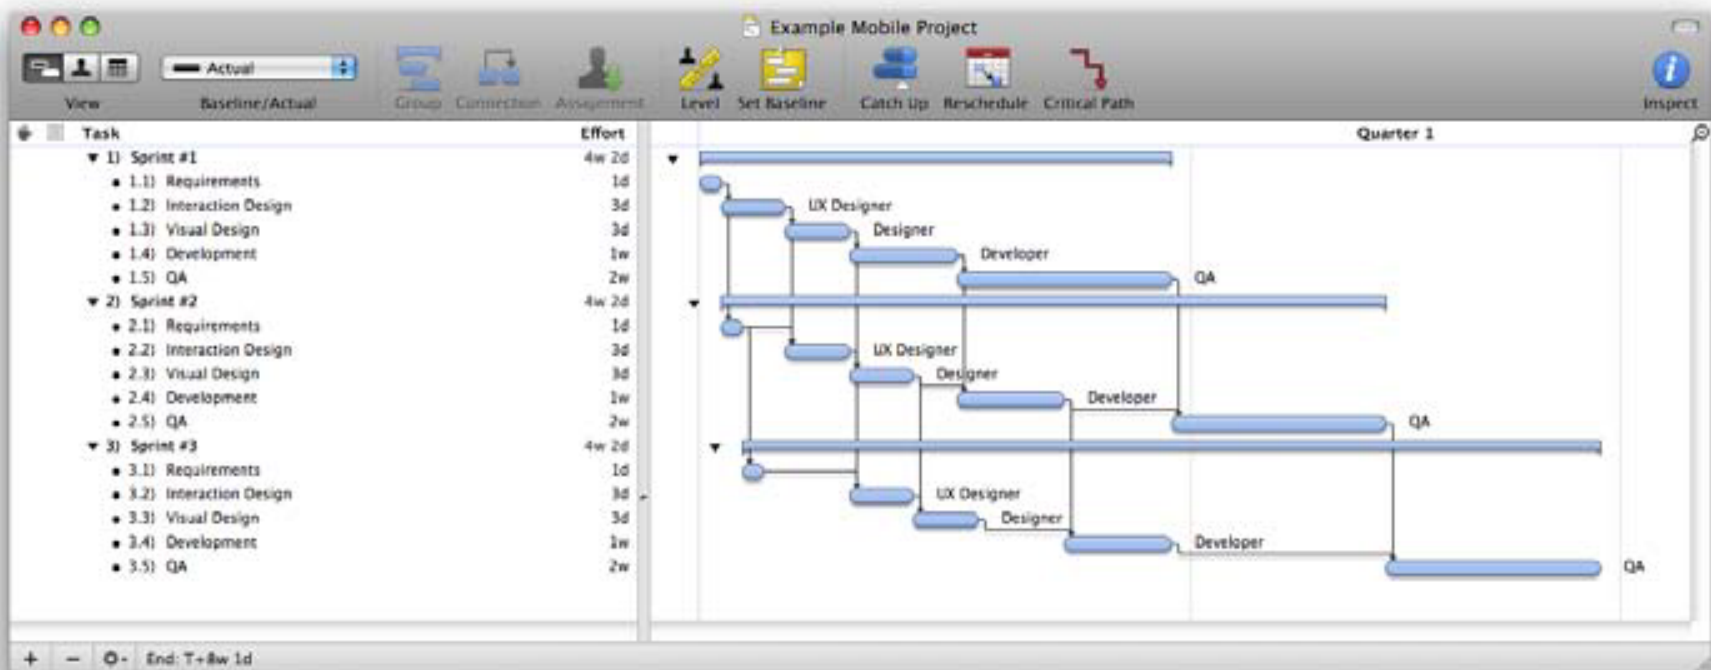 Example Mobile Project
Actual
View Baseline/Actual Group Connection Assignment Level Set Baseline Catch Up Reschedule Critical Path Inspect
Task Effort Quarter 1
1) Sprint #1 4w 2d
1.1) Requirements 1d
1.2) Interaction Design 3d UX Designer
1.3) Visual Design 3d Designer
1.4) Development 1w Developer
1.5) QA 2w QA
2) Sprint #2 4w 2d
2.1) Requirements 1d
2.2) Interaction Design 3d UX Designer
2.3) Visual Design 3d Designer
2.4) Development 1w Developer
2.5) QA 2w QA
3) Sprint #3 4w 2d
3.1) Requirements 1d
3.2) Interaction Design 3d UX Designer
3.3) Visual Design 3d Designer
3.4) Development 1w Developer
3.5) QA 2w QA
End: T+8w 1d